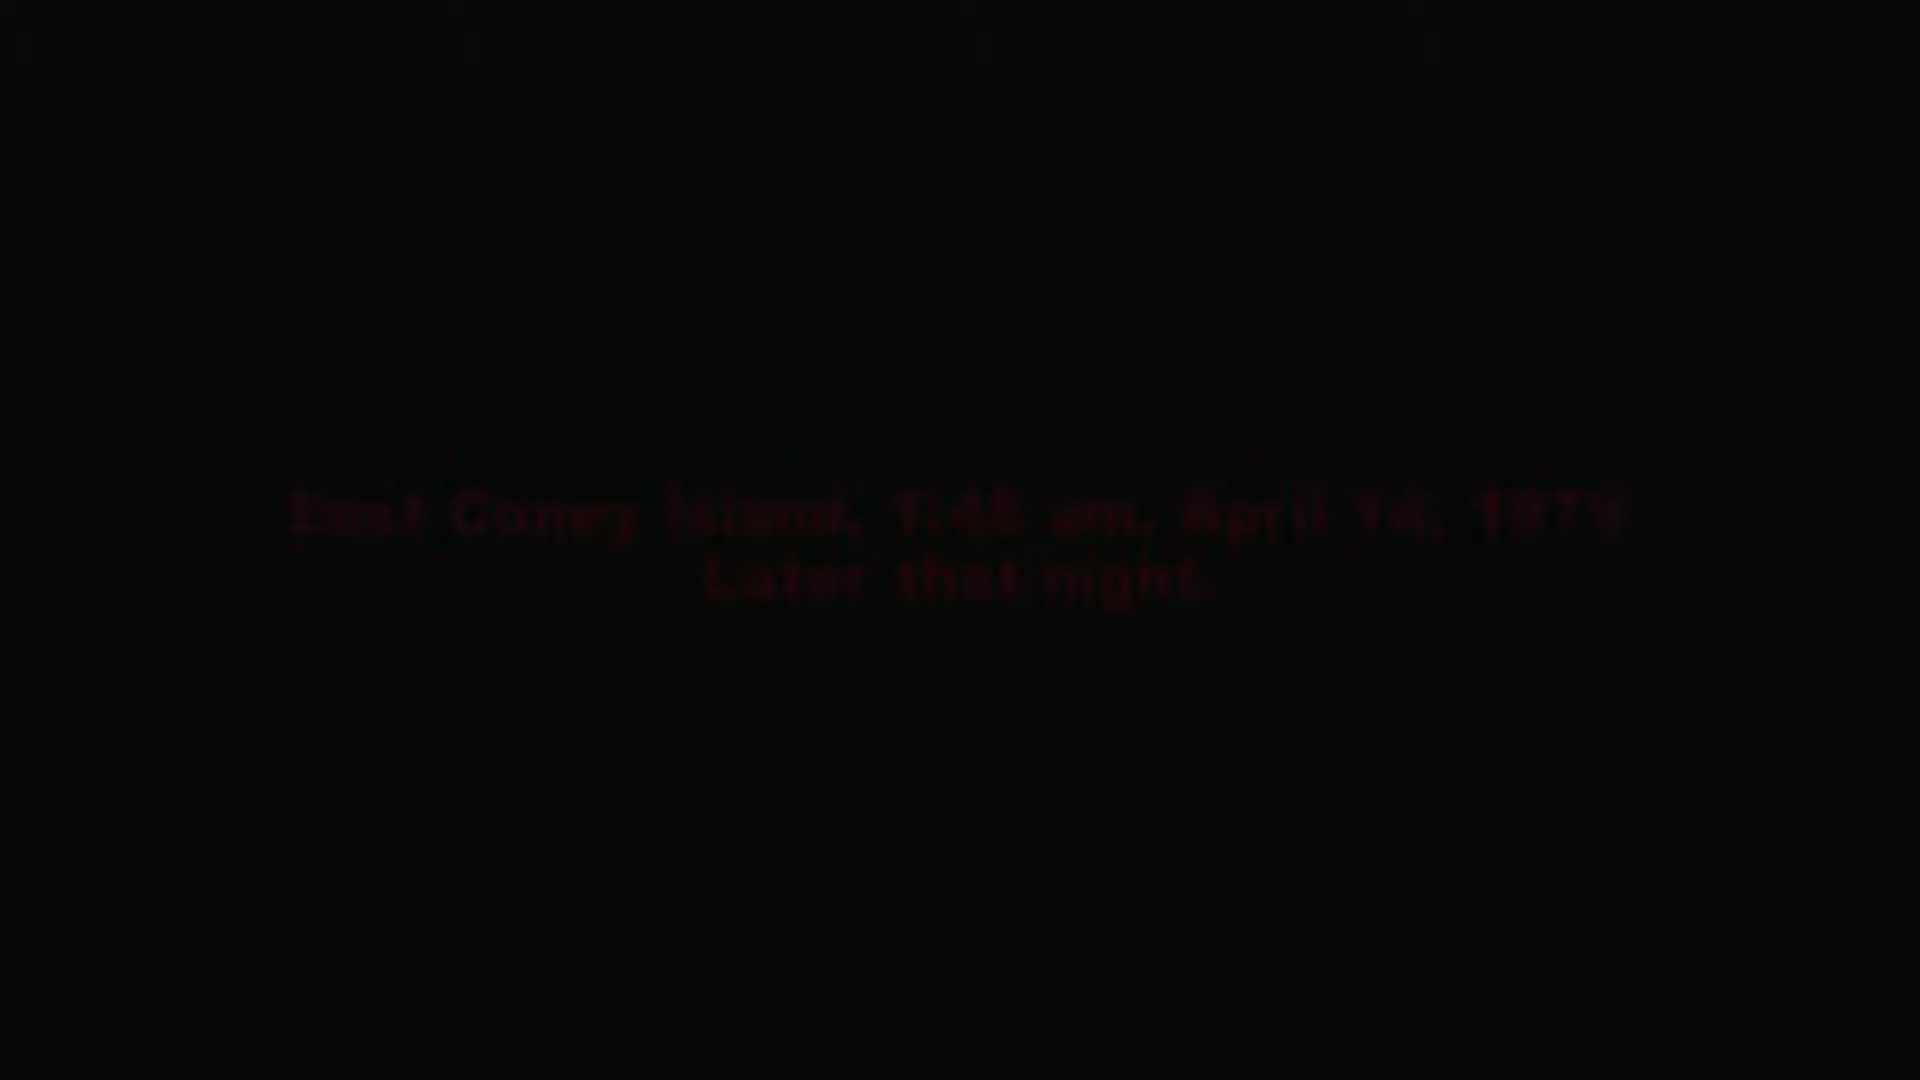 East Coney Island, 1:46 am, April 14, 1979
Later that night.